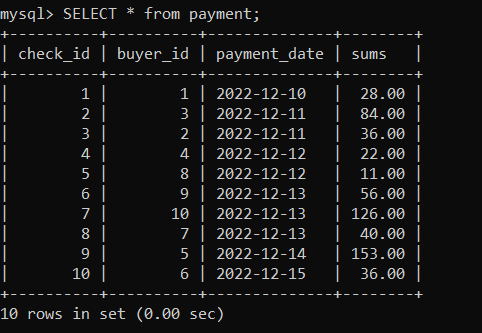 mysql> SELECT * from payment;
+----------+----------+--------------+--------+
| check_id | buyer_id | payment_date | sums   |
+----------+----------+--------------+--------+
|        1 |        1 | 2022-12-10   |  28.00 |
|        2 |        3 | 2022-12-11   |  84.00 |
|        3 |        2 | 2022-12-11   |  36.00 |
|        4 |        4 | 2022-12-12   |  22.00 |
|        5 |        8 | 2022-12-12   |  11.00 |
|        6 |        9 | 2022-12-13   |  56.00 |
|        7 |       10 | 2022-12-13   | 126.00 |
|        8 |        7 | 2022-12-13   |  40.00 |
|        9 |        5 | 2022-12-14   | 153.00 |
|       10 |        6 | 2022-12-15   |  36.00 |
+----------+----------+--------------+--------+
10 rows in set (0.00 sec)